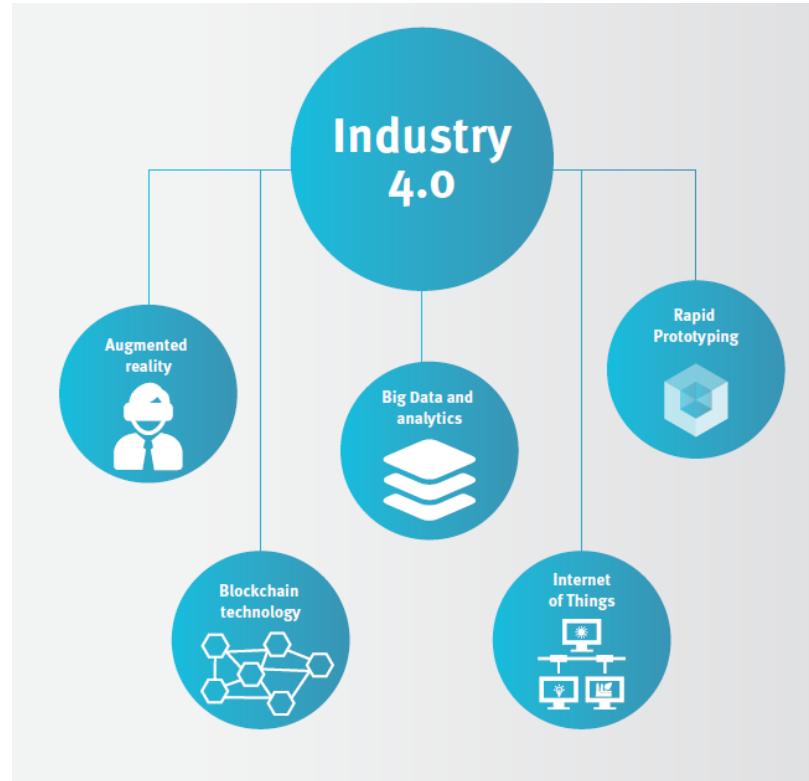 Industry
4.0
Augmented
reality
Big Data and
analytics
Rapid
Prototyping
Blockchain
technology
Internet
of Things